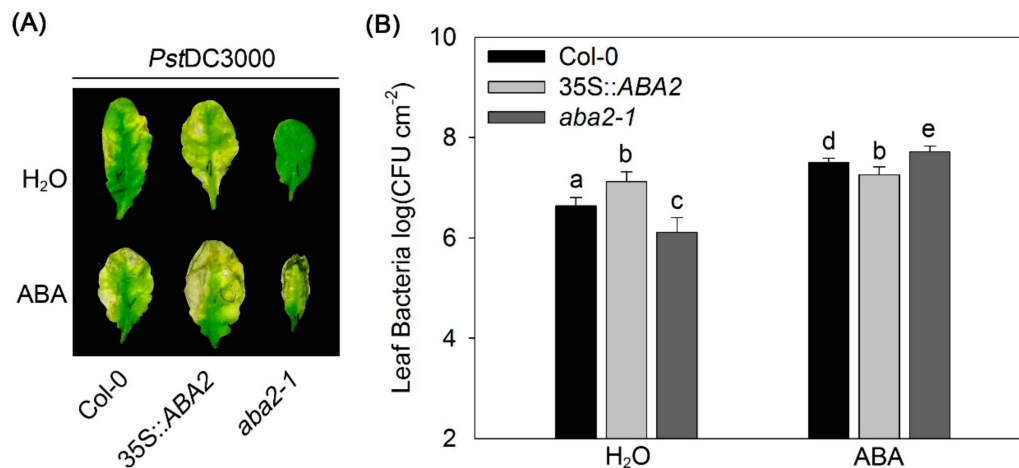 (A)
PstDC3000
H₂O
ABA
Col-0
35S::ABA2
aba2-1
(B)
Leaf Bacteria log(CFU cm⁻²)
10
8
6
4
2
Col-0
35S::ABA2
aba2-1
a
b
c
d
b
e
H₂O
ABA